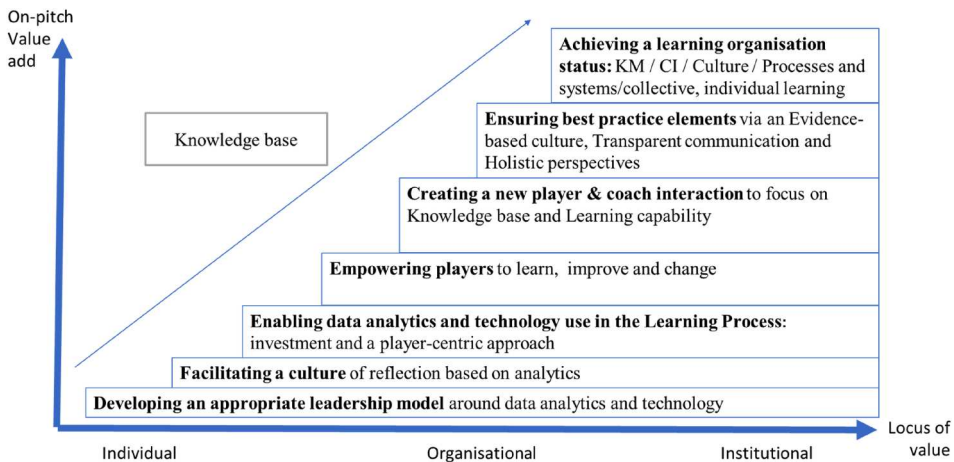 On-pitch
Value
add
Achieving a learning organisation
status: KM / CI / Culture / Processes and
systems/collective, individual learning
Ensuring best practice elements via an Evidence-
based culture, Transparent communication and
Holistic perspectives
Knowledge base
Creating a new player & coach interaction to focus on
Knowledge base and Learning capability
Empowering players to learn, improve and change
Enabling data analytics and technology use in the Learning Process:
investment and a player-centric approach
Facilitating a culture of reflection based on analytics
Developing an appropriate leadership model around data analytics and technology
Individual
Organisational
Institutional
Locus of
value